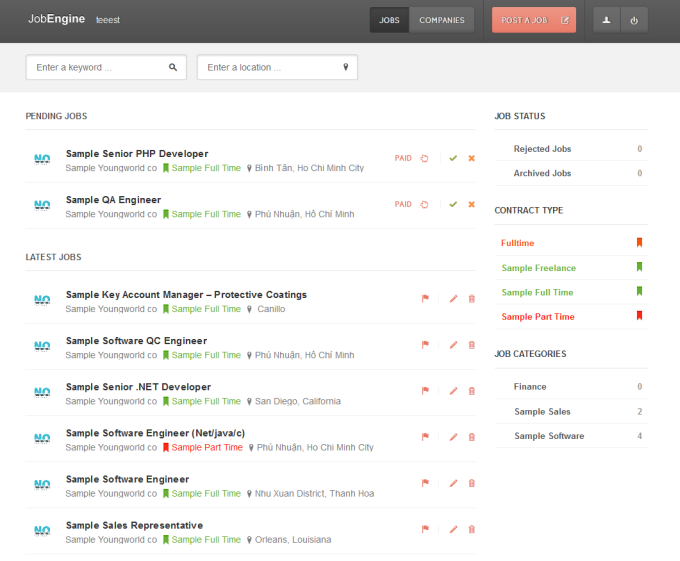 JobEngine teeest JOBS COMPANIES POST A JOB
Enter a keyword ... Enter a location ...
PENDING JOBS
Sample Senior PHP Developer
Sample Youngworld co Sample Full Time Bình Tân, Ho Chi Minh City PAID
Sample QA Engineer
Sample Youngworld co Sample Full Time Phú Nhuận, Hồ Chí Minh PAID
LATEST JOBS
Sample Key Account Manager – Protective Coatings
Sample Youngworld co Sample Full Time Canillo
Sample Software QC Engineer
Sample Youngworld co Sample Full Time Phú Nhuận, Hồ Chí Minh
Sample Senior .NET Developer
Sample Youngworld co Sample Full Time San Diego, California
Sample Software Engineer (Net/java/c)
Sample Youngworld co Sample Part Time Phú Nhuận, Ho Chi Minh City
Sample Software Engineer
Sample Youngworld co Sample Full Time Nhu Xuan District, Thanh Hoa
Sample Sales Representative
Sample Youngworld co Sample Full Time Orleans, Louisiana
JOB STATUS
Rejected Jobs 0
Archived Jobs 0
CONTRACT TYPE
Fulltime
Sample Freelance
Sample Full Time
Sample Part Time
JOB CATEGORIES
Finance 0
Sample Sales 2
Sample Software 4